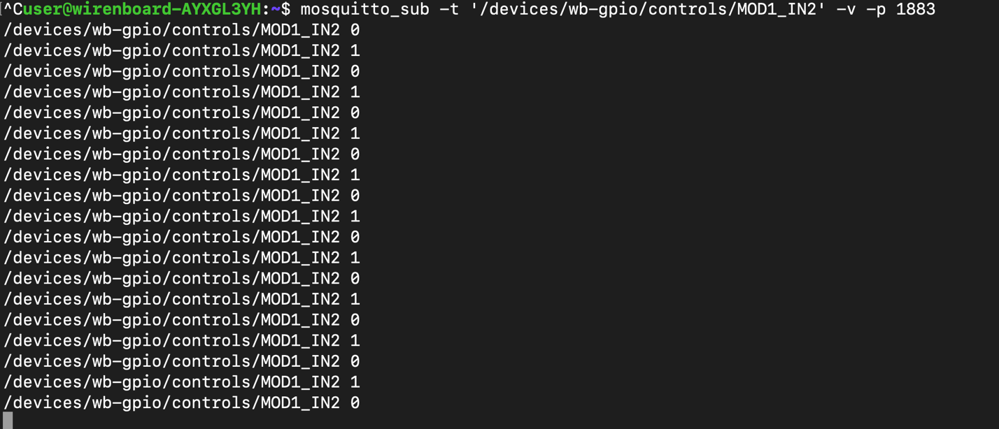 ^Cuser@wirenboard-AYXGL3YH:~$ mosquitto_sub -t '/devices/wb-gpio/controls/MOD1_IN2' -v -p 1883
/devices/wb-gpio/controls/MOD1_IN2 0
/devices/wb-gpio/controls/MOD1_IN2 1
/devices/wb-gpio/controls/MOD1_IN2 0
/devices/wb-gpio/controls/MOD1_IN2 1
/devices/wb-gpio/controls/MOD1_IN2 0
/devices/wb-gpio/controls/MOD1_IN2 1
/devices/wb-gpio/controls/MOD1_IN2 0
/devices/wb-gpio/controls/MOD1_IN2 1
/devices/wb-gpio/controls/MOD1_IN2 0
/devices/wb-gpio/controls/MOD1_IN2 1
/devices/wb-gpio/controls/MOD1_IN2 0
/devices/wb-gpio/controls/MOD1_IN2 1
/devices/wb-gpio/controls/MOD1_IN2 0
/devices/wb-gpio/controls/MOD1_IN2 1
/devices/wb-gpio/controls/MOD1_IN2 0
/devices/wb-gpio/controls/MOD1_IN2 1
/devices/wb-gpio/controls/MOD1_IN2 0
/devices/wb-gpio/controls/MOD1_IN2 1
/devices/wb-gpio/controls/MOD1_IN2 0